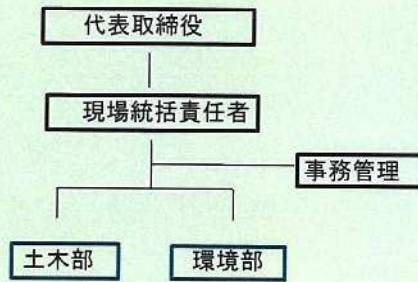 代表取締役
現場統括責任者
事務管理
土木部
環境部